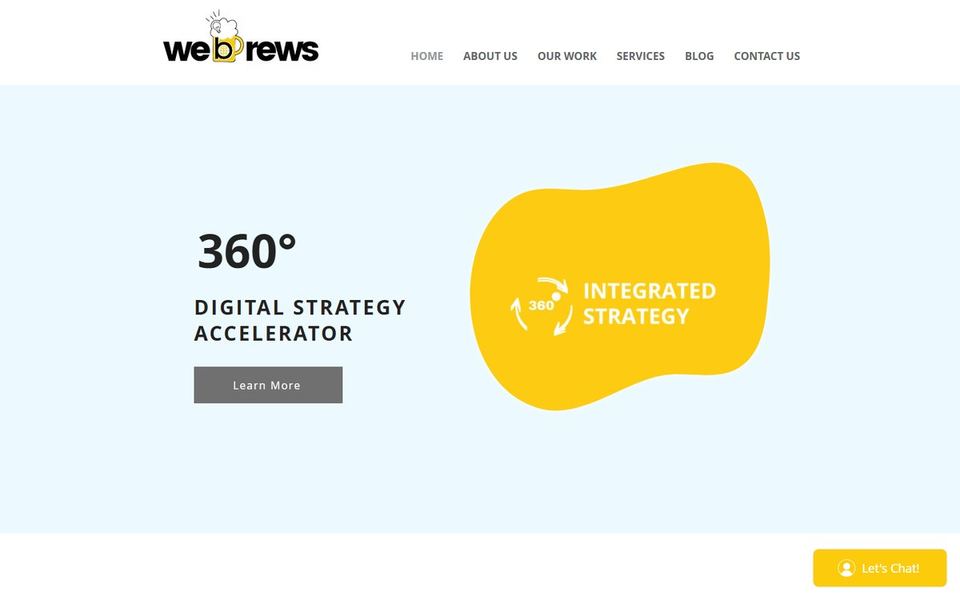 webrews
HOME ABOUT US OUR WORK SERVICES BLOG CONTACT US
360°
DIGITAL STRATEGY
ACCELERATOR
Learn More
360°
INTEGRATED
STRATEGY
Let's Chat!